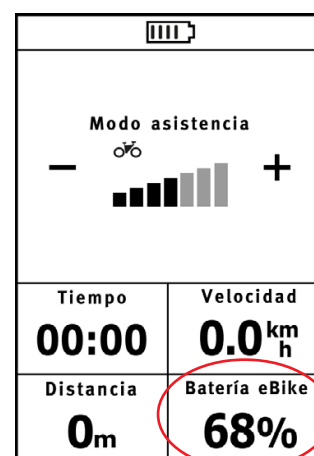 Modo asistencia
− +
Tiempo Velocidad
00:00 0.0 km/h
Distancia Batería eBike
0m 68%